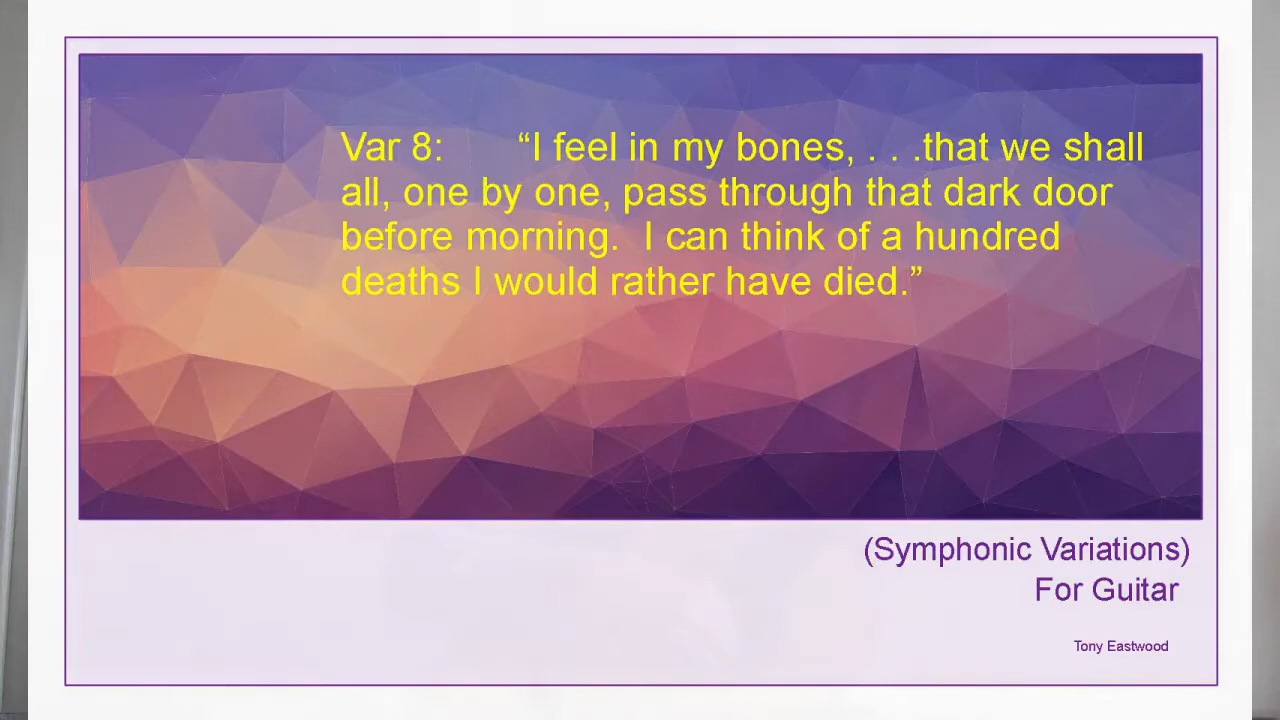 Var 8: “I feel in my bones, . . .that we shall
all, one by one, pass through that dark door
before morning. I can think of a hundred
deaths I would rather have died.”
(Symphonic Variations)
For Guitar
Tony Eastwood